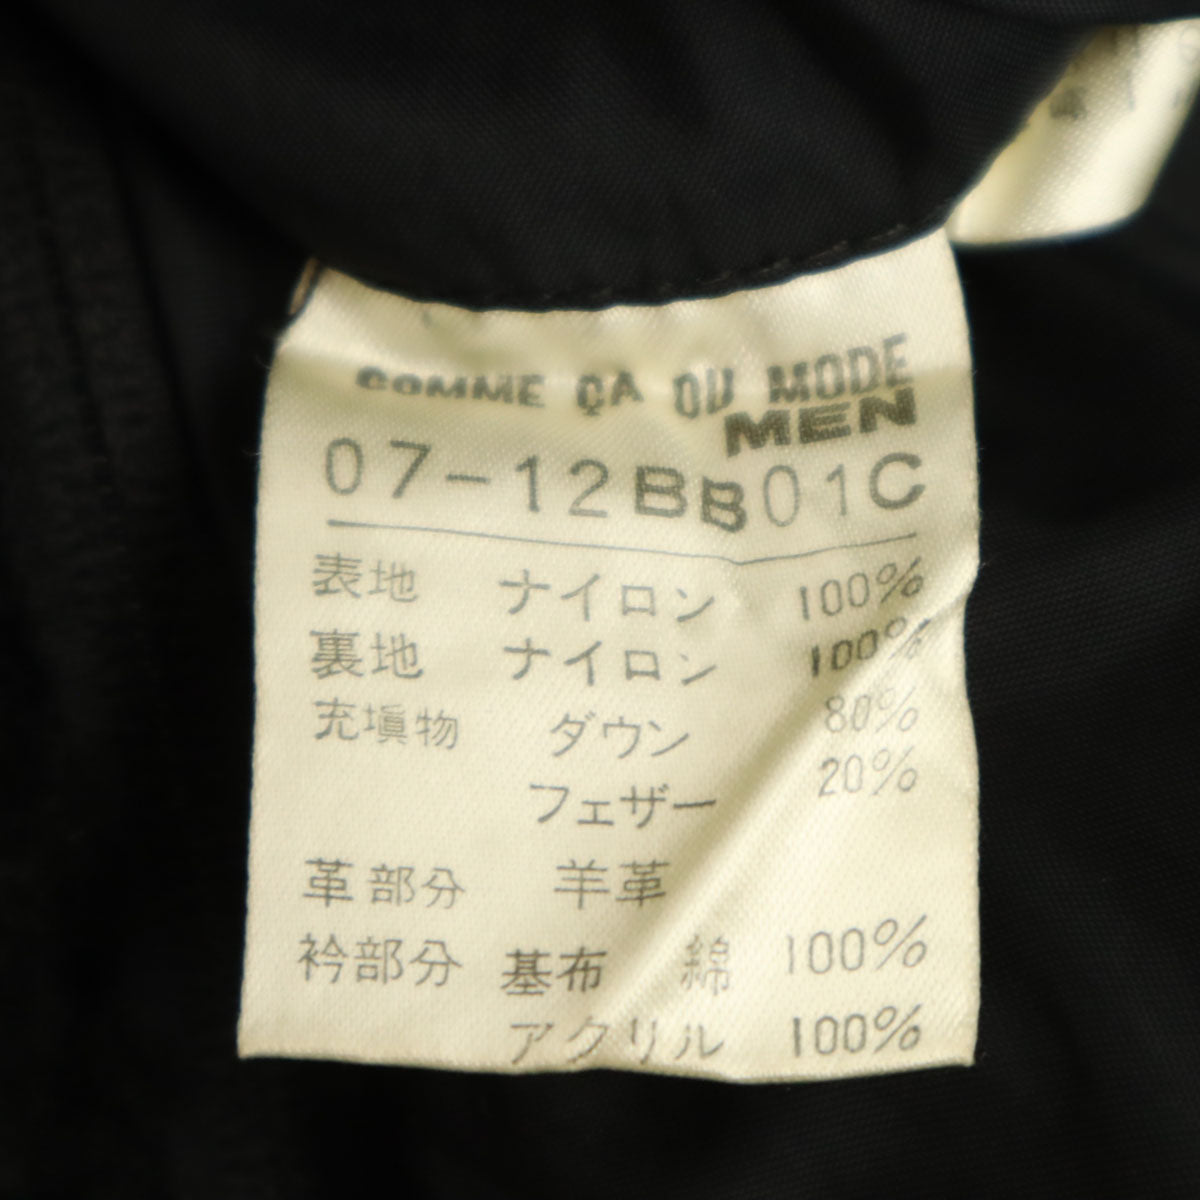 COMME ÇA DU MODE
MEN
07-12BB01C
表地 ナイロン 100%
裏地 ナイロン 100%
充塡物 ダウン 80%
フェザー 20%
革部分 羊革
衿部分 基布 綿 100%
アクリル 100%